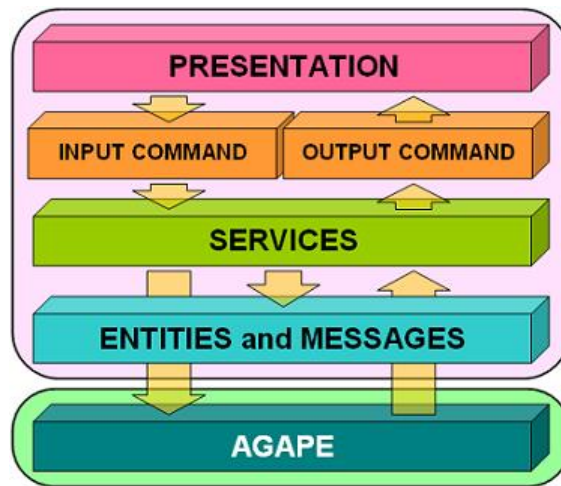 PRESENTATION
INPUT COMMAND
OUTPUT COMMAND
SERVICES
ENTITIES and MESSAGES
AGAPE